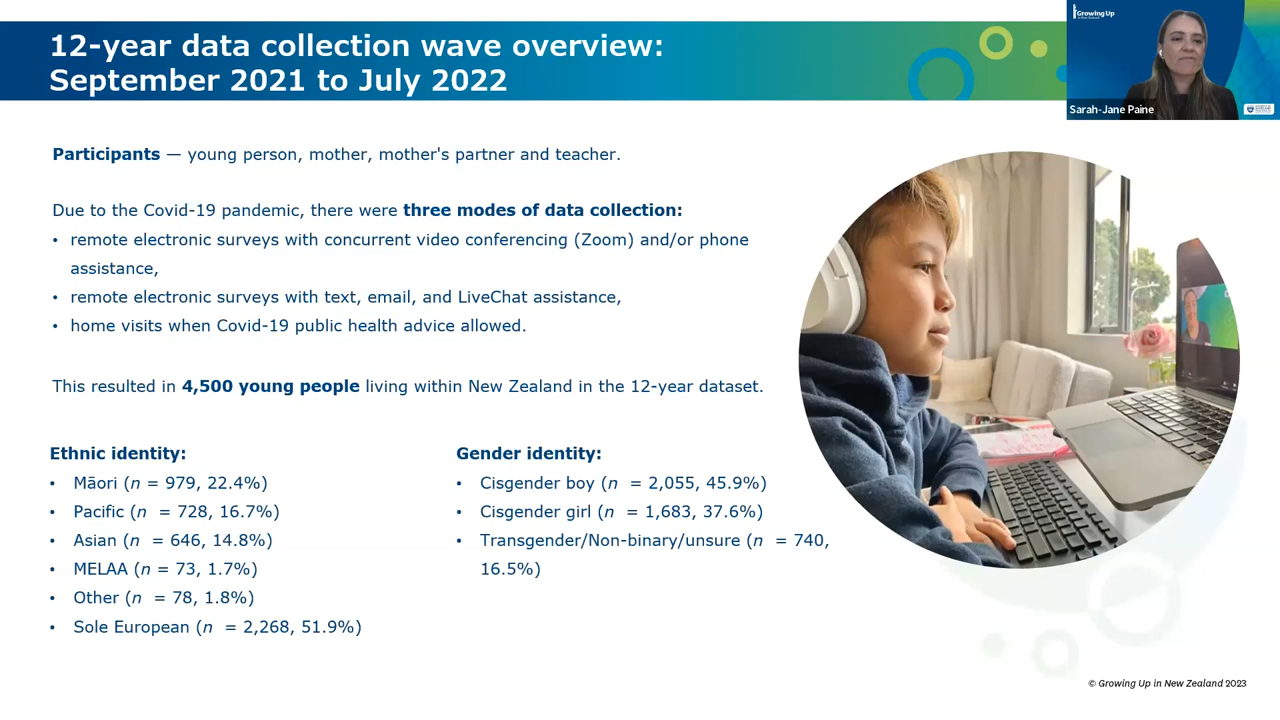 12-year data collection wave overview:
September 2021 to July 2022
Growing Up
Sarah-Jane Paine
Participants — young person, mother, mother's partner and teacher.
Due to the Covid-19 pandemic, there were three modes of data collection:
• remote electronic surveys with concurrent video conferencing (Zoom) and/or phone
assistance,
• remote electronic surveys with text, email, and LiveChat assistance,
• home visits when Covid-19 public health advice allowed.
This resulted in 4,500 young people living within New Zealand in the 12-year dataset.
Ethnic identity:
• Māori (n = 979, 22.4%)
• Pacific (n = 728, 16.7%)
• Asian (n = 646, 14.8%)
• MELAA (n = 73, 1.7%)
• Other (n = 78, 1.8%)
• Sole European (n = 2,268, 51.9%)
Gender identity:
• Cisgender boy (n = 2,055, 45.9%)
• Cisgender girl (n = 1,683, 37.6%)
• Transgender/Non-binary/unsure (n = 740,
16.5%)
© Growing Up in New Zealand 2023